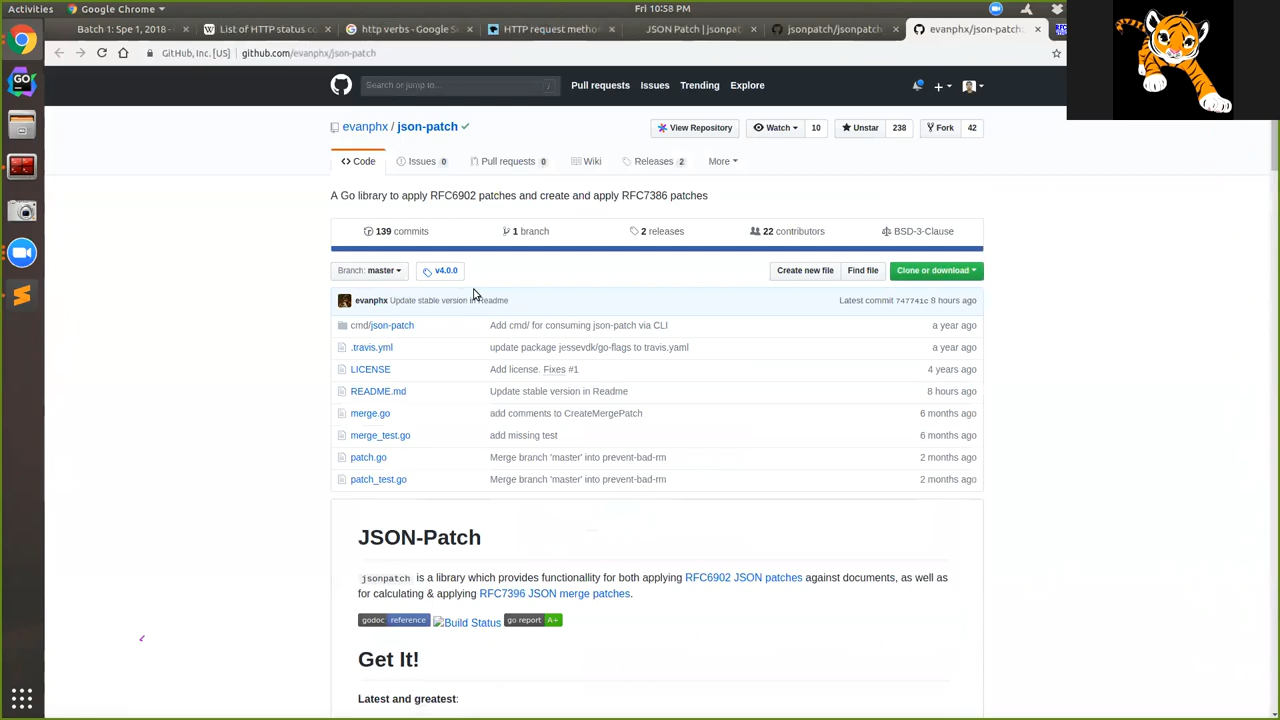 Activities Google Chrome Fri 10:58 PM
Batch 1: Spe 1, 2018 - List of HTTP status co http verbs - Google S HTTP request metho JSON Patch | jsonpat jsonpatch/jsonpatch evanphx/json-patch:
GitHub, Inc. [US] github.com/evanphx/json-patch
Search or jump to... / Pull requests Issues Trending Explore
evanphx / json-patch View Repository Watch 10 Unstar 238 Fork 42
Code Issues 0 Pull requests 0 Wiki Releases 2 More
A Go library to apply RFC6902 patches and create and apply RFC7386 patches
139 commits 1 branch 2 releases 22 contributors BSD-3-Clause
Branch: master v4.0.0 Create new file Find file Clone or download
evanphx Update stable version in Readme Latest commit 747741c 8 hours ago
cmd/json-patch Add cmd/ for consuming json-patch via CLI a year ago
.travis.yml update package jessevdk/go-flags to travis.yaml a year ago
LICENSE Add license. Fixes #1 4 years ago
README.md Update stable version in Readme 8 hours ago
merge.go add comments to CreateMergePatch 6 months ago
merge_test.go add missing test 6 months ago
patch.go Merge branch 'master' into prevent-bad-rm 2 months ago
patch_test.go Merge branch 'master' into prevent-bad-rm 2 months ago
JSON-Patch
jsonpatch is a library which provides functionallity for both applying RFC6902 JSON patches against documents, as well as
for calculating & applying RFC7396 JSON merge patches.
godoc reference Build Status go report A+
Get It!
Latest and greatest: